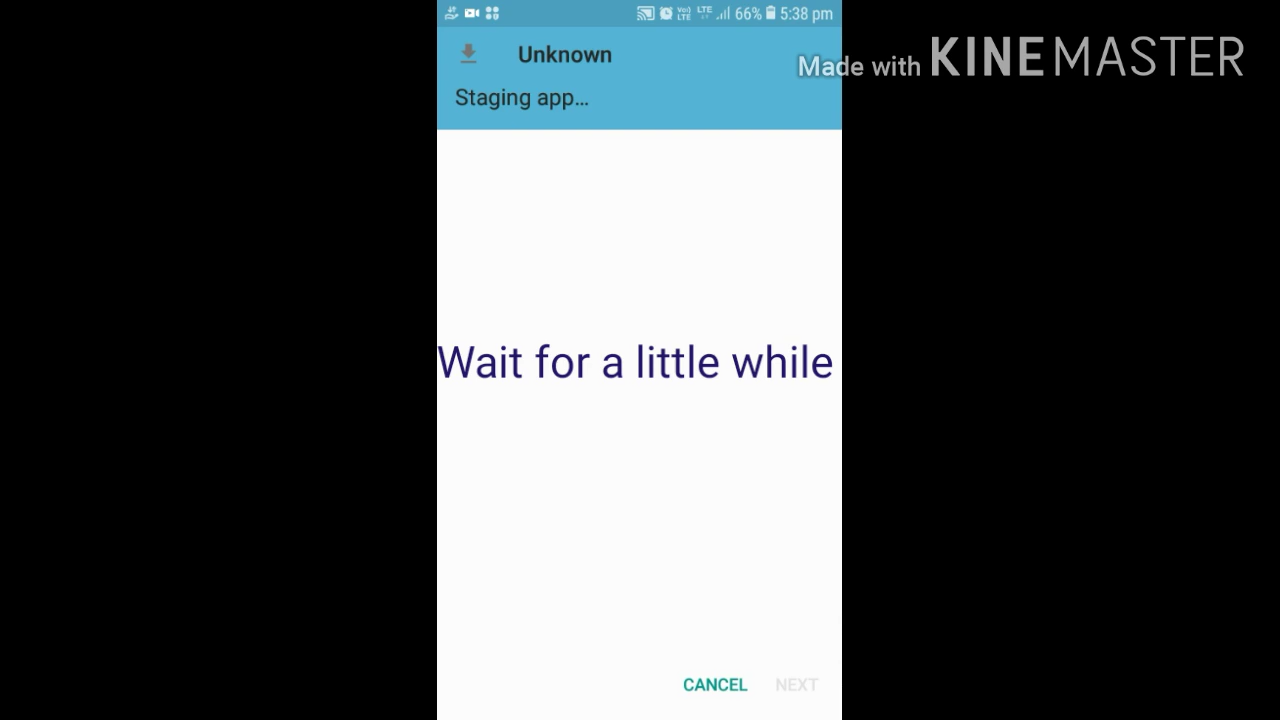 66% 5:38 pm
Unknown
Made with KINEMASTER
Staging app...
Wait for a little while
CANCEL NEXT